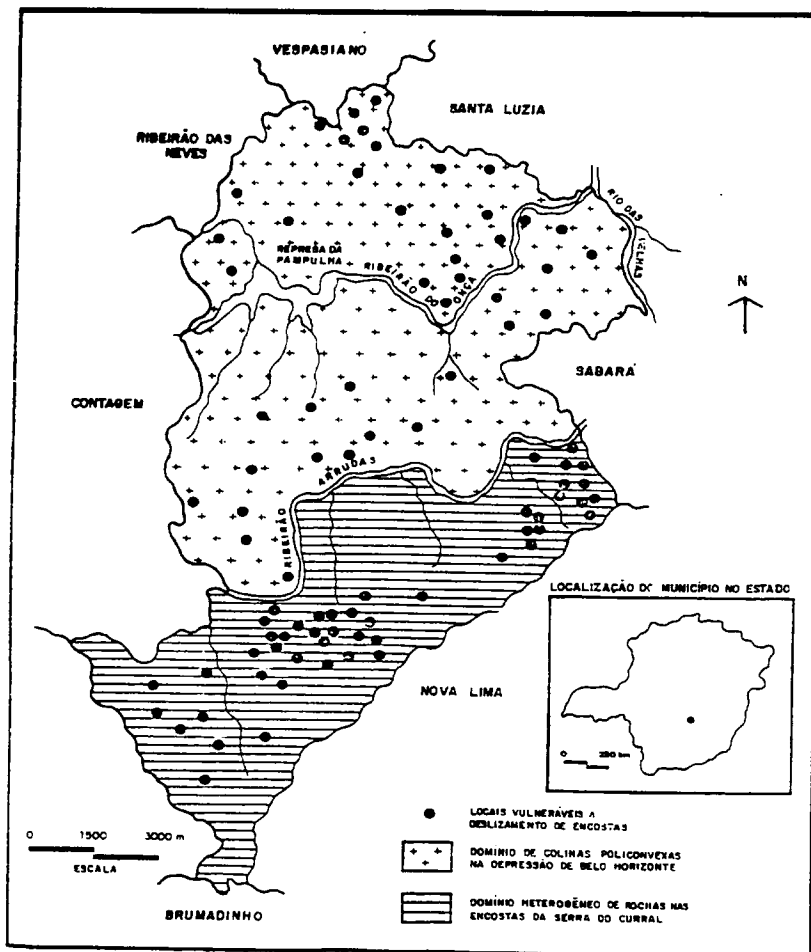 VESPASIANO
SANTA LUZIA
RIBEIRÃO DAS
NEVES
RIO DAS
VELHAS
REPRESA DA
PAMPULHA
RIBEIRÃO DO ONÇA
N
SABARÁ
CONTAGEM
RIBEIRÃO ARRUDAS
LOCALIZAÇÃO DO MUNICÍPIO NO ESTADO
0 250 km
NOVA LIMA
LOCAIS VULNERÁVEIS A
DESLIZAMENTO DE ENCOSTAS
0 1500 3000 m
ESCALA
DOMÍNIO DE COLINAS POLICONVEXAS
NA DEPRESSÃO DE BELO HORIZONTE
DOMÍNIO HETEROGÊNEO DE ROCHAS NAS
ENCOSTAS DA SERRA DO CURRAL
BRUMADINHO